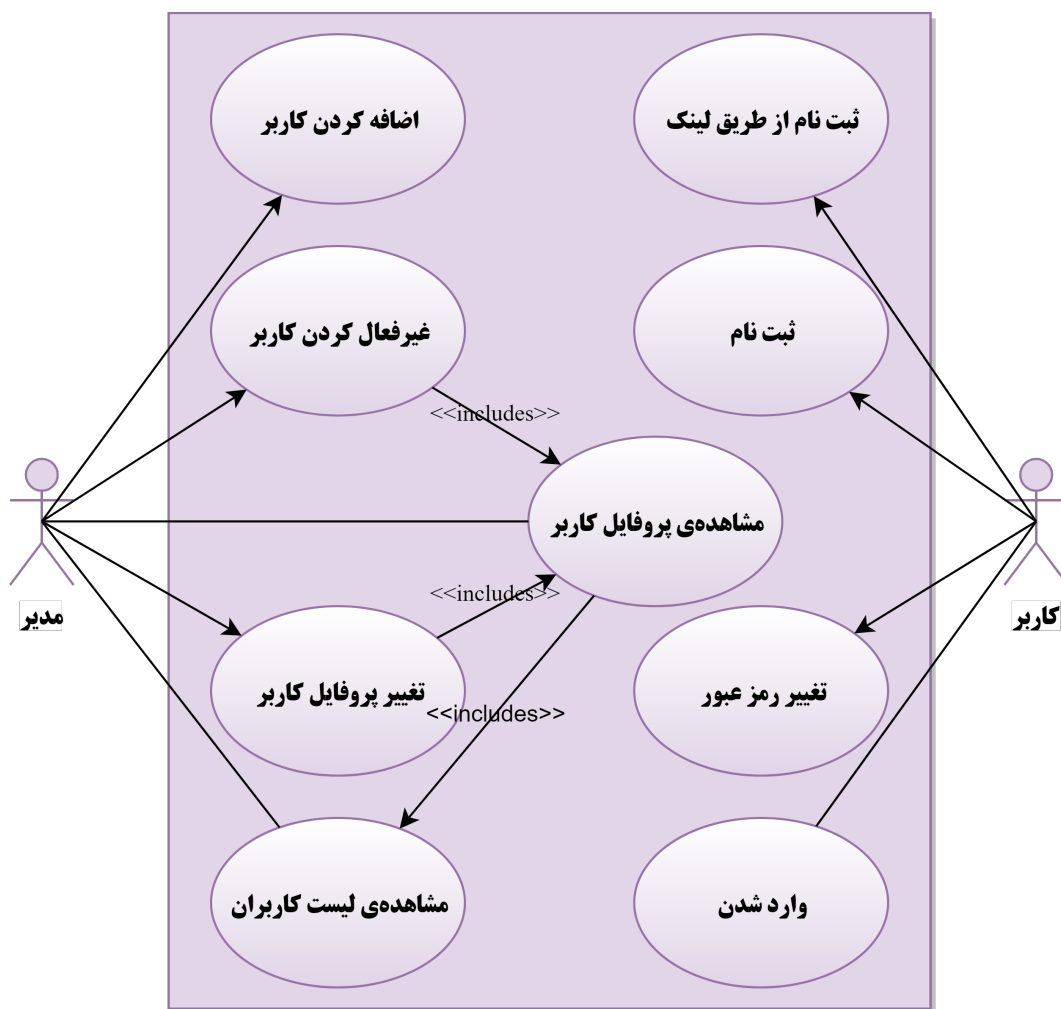 ثبت نام از طریق لینک
اضافه کردن کاربر
ثبت نام
غیرفعال کردن کاربر
<<includes>>
مشاهده‌ی پروفایل کاربر
<<includes>>
کاربر
مدیر
تغییر رمز عبور
تغییر پروفایل کاربر
<<includes>>
وارد شدن
مشاهده‌ی لیست کاربران